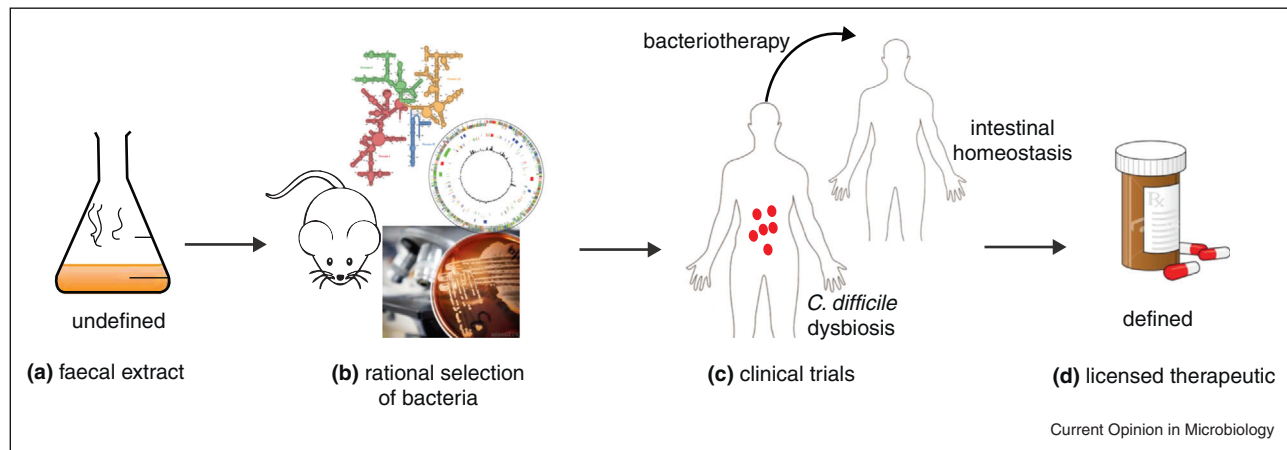 bacteriotherapy
intestinal
homeostasis
Rx
C. difficile
dysbiosis
undefined
defined
(a) faecal extract
(b) rational selection
of bacteria
(c) clinical trials
(d) licensed therapeutic
Current Opinion in Microbiology